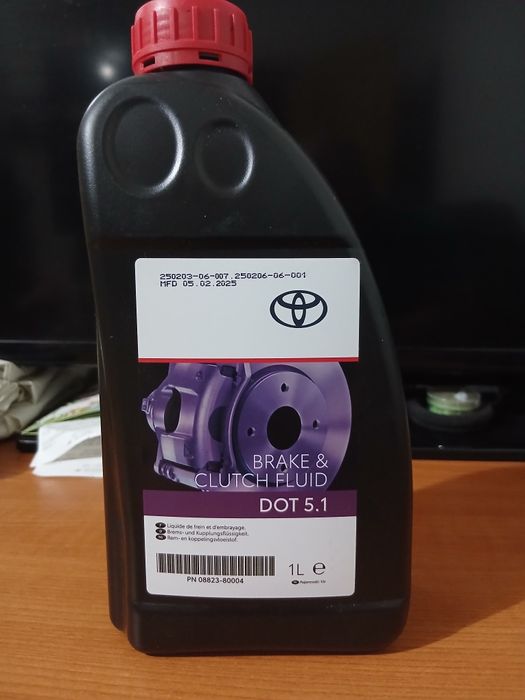 250203-06-007.250206-06-001
MFD 05.02.2025
BRAKE &
CLUTCH FLUID
DOT 5.1
F Liquide de frein et d'embrayage.
D Brems- und Kupplungsflüssigkeit.
NL Rem- en koppelingsvloeistof.
PN 08823-80004
1L e